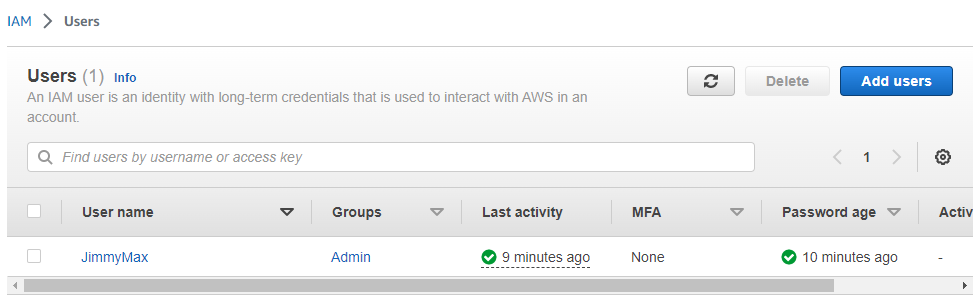 IAM > Users
Users (1) Info
Delete
Add users
An IAM user is an identity with long-term credentials that is used to interact with AWS in an
account.
Find users by username or access key
1
User name Groups Last activity MFA Password age Activ
JimmyMax Admin 9 minutes ago None 10 minutes ago -